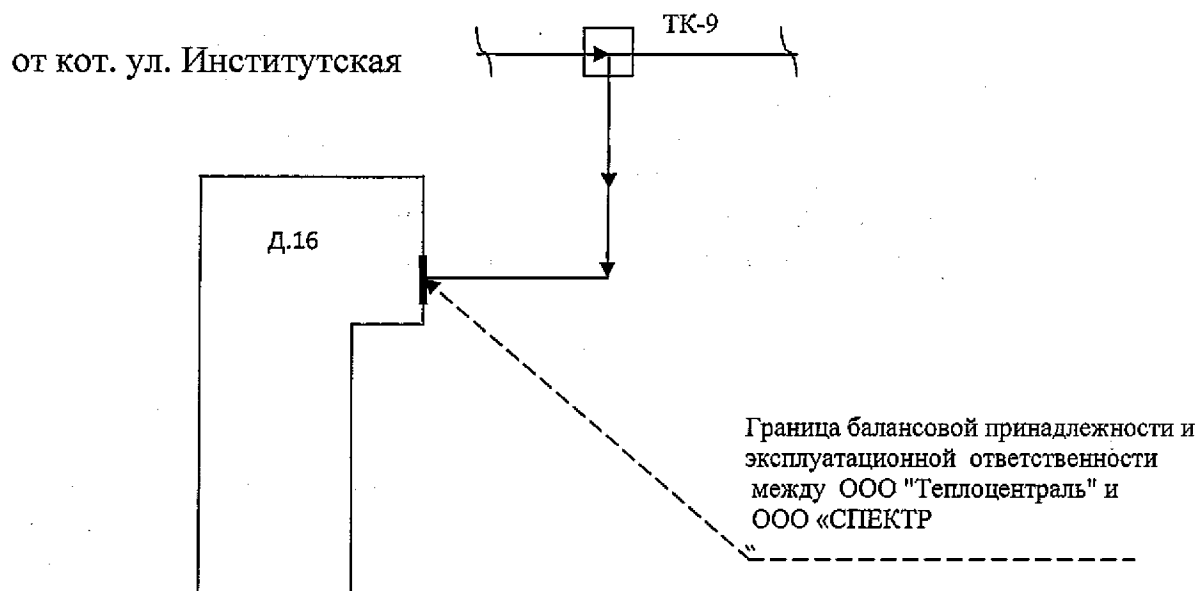 ТК-9
от кот. ул. Институтская
Д.16
Граница балансовой принадлежности и
эксплуатационной ответственности
между ООО "Теплоцентраль" и
ООО «СПЕКТР
"